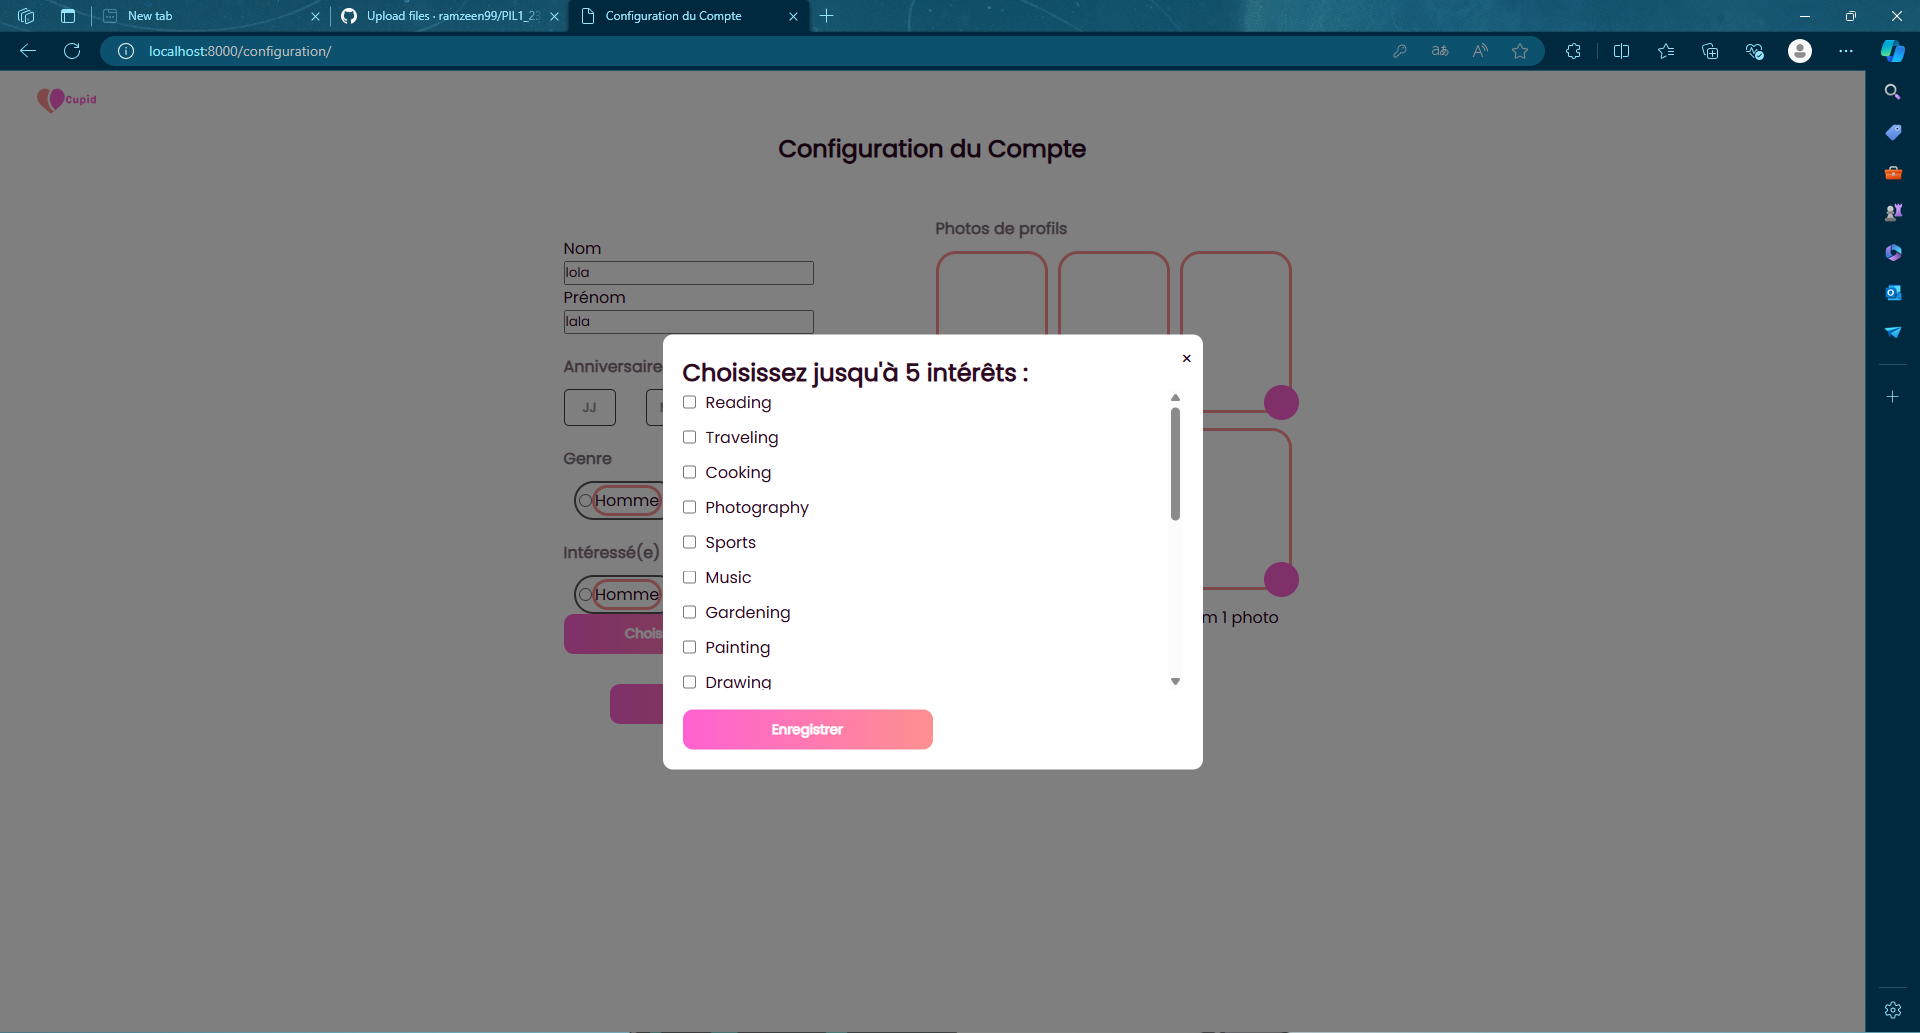 New tab
Upload files · ramzeen99/PIL1_23
Configuration du Compte
localhost:8000/configuration/
Cupid
Configuration du Compte
Photos de profils
Nom
lola
Prénom
lala
Anniversaire
JJ
Genre
Homme
Intéressé(e)
Homme
Chois
m 1 photo
×
Choisissez jusqu'à 5 intérêts :
Reading
Traveling
Cooking
Photography
Sports
Music
Gardening
Painting
Drawing
Enregistrer